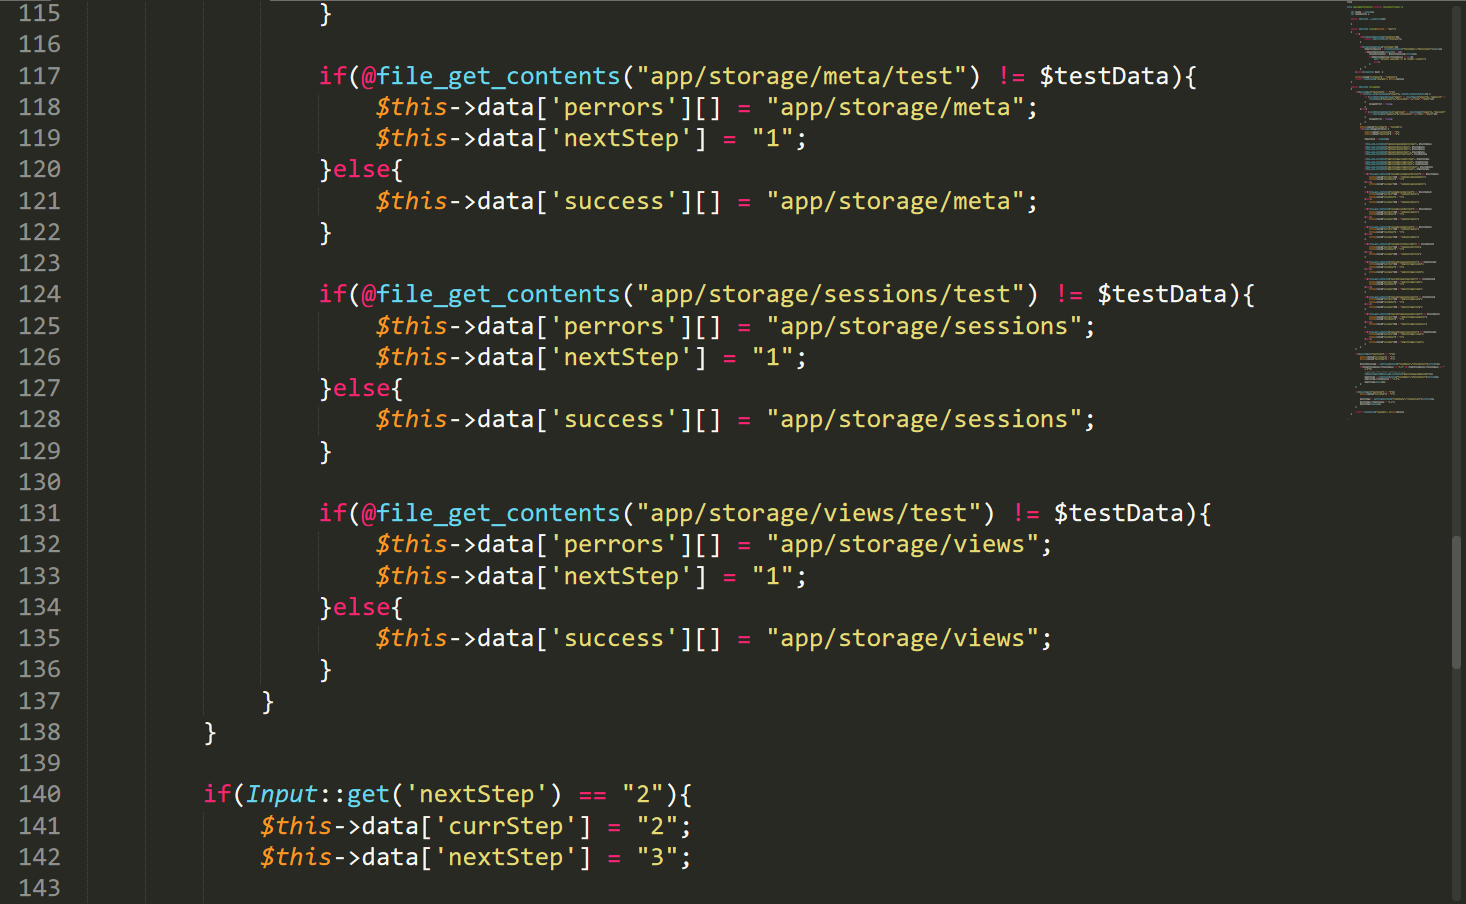 115                  }
116
117                  if(@file_get_contents("app/storage/meta/test") != $testData){
118                      $this->data['perrors'][] = "app/storage/meta";
119                      $this->data['nextStep'] = "1";
120                  }else{
121                      $this->data['success'][] = "app/storage/meta";
122                  }
123
124                  if(@file_get_contents("app/storage/sessions/test") != $testData){
125                      $this->data['perrors'][] = "app/storage/sessions";
126                      $this->data['nextStep'] = "1";
127                  }else{
128                      $this->data['success'][] = "app/storage/sessions";
129                  }
130
131                  if(@file_get_contents("app/storage/views/test") != $testData){
132                      $this->data['perrors'][] = "app/storage/views";
133                      $this->data['nextStep'] = "1";
134                  }else{
135                      $this->data['success'][] = "app/storage/views";
136                  }
137              }
138          }
139
140          if(Input::get('nextStep') == "2"){
141              $this->data['currStep'] = "2";
142              $this->data['nextStep'] = "3";
143